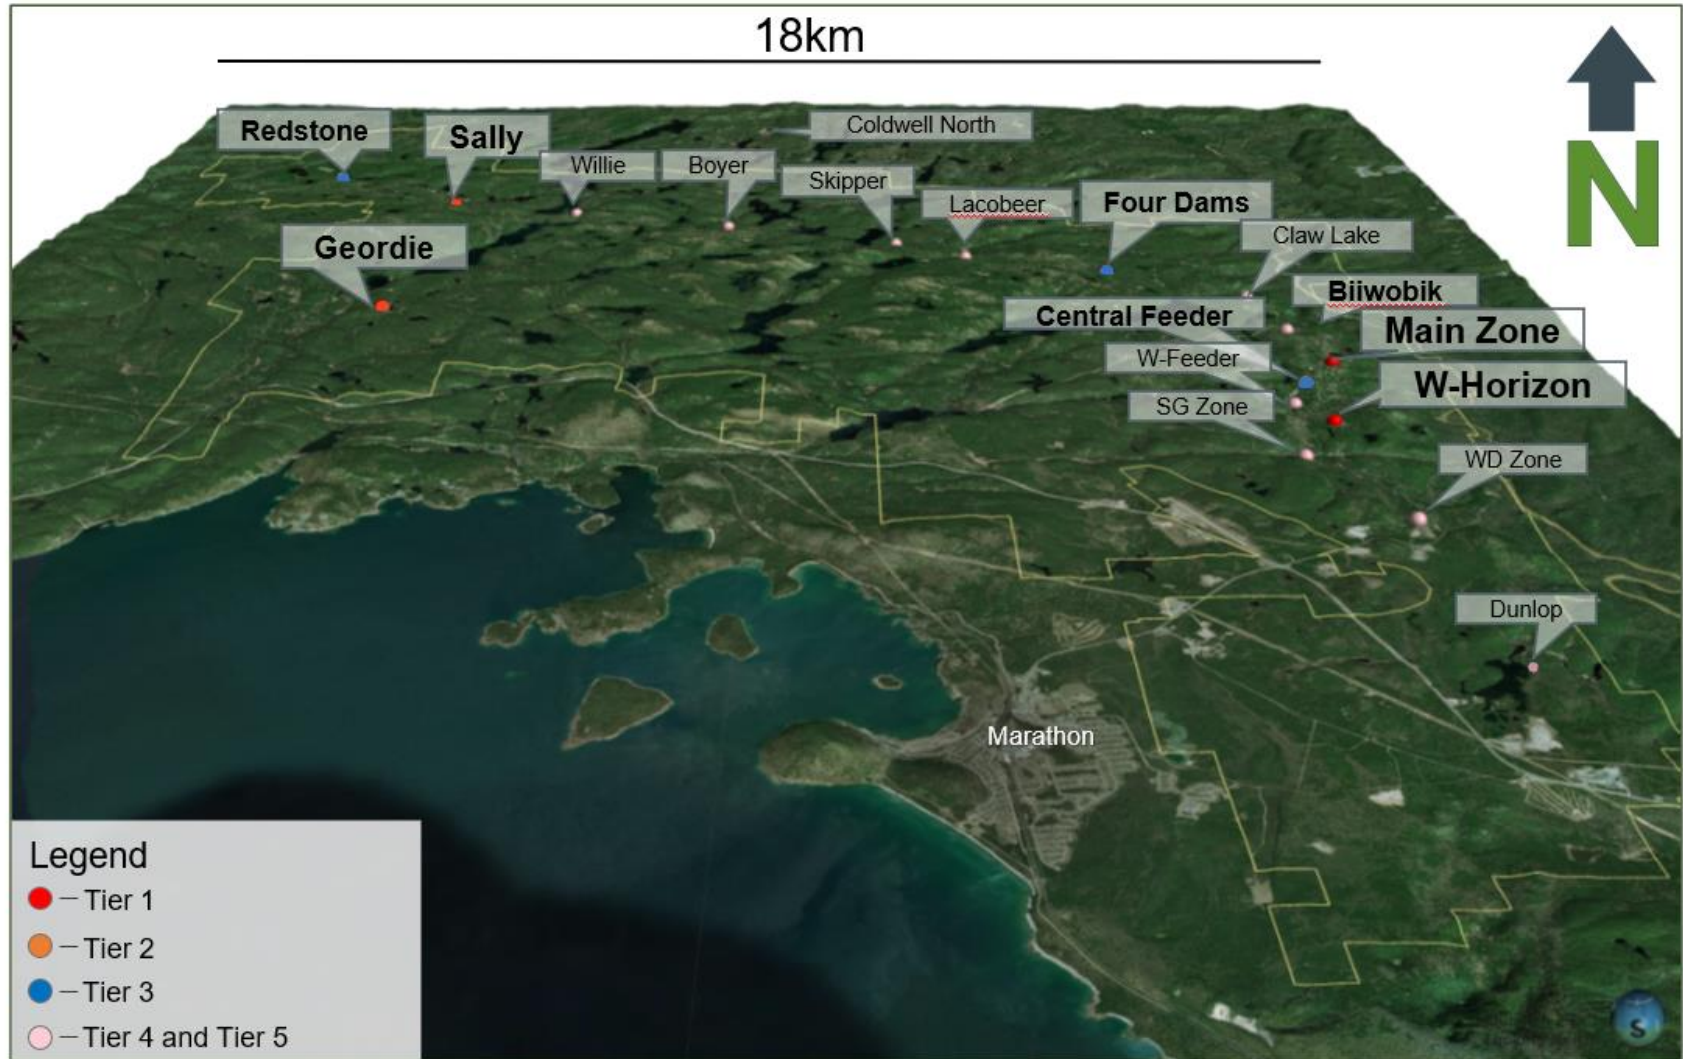 18km
N
Redstone
Sally
Willie
Boyer
Coldwell North
Skipper
Lacobeer
Four Dams
Claw Lake
Geordie
Biiwobik
Central Feeder
Main Zone
W-Feeder
W-Horizon
SG Zone
WD Zone
Dunlop
Marathon
Legend
– Tier 1
– Tier 2
– Tier 3
– Tier 4 and Tier 5
S